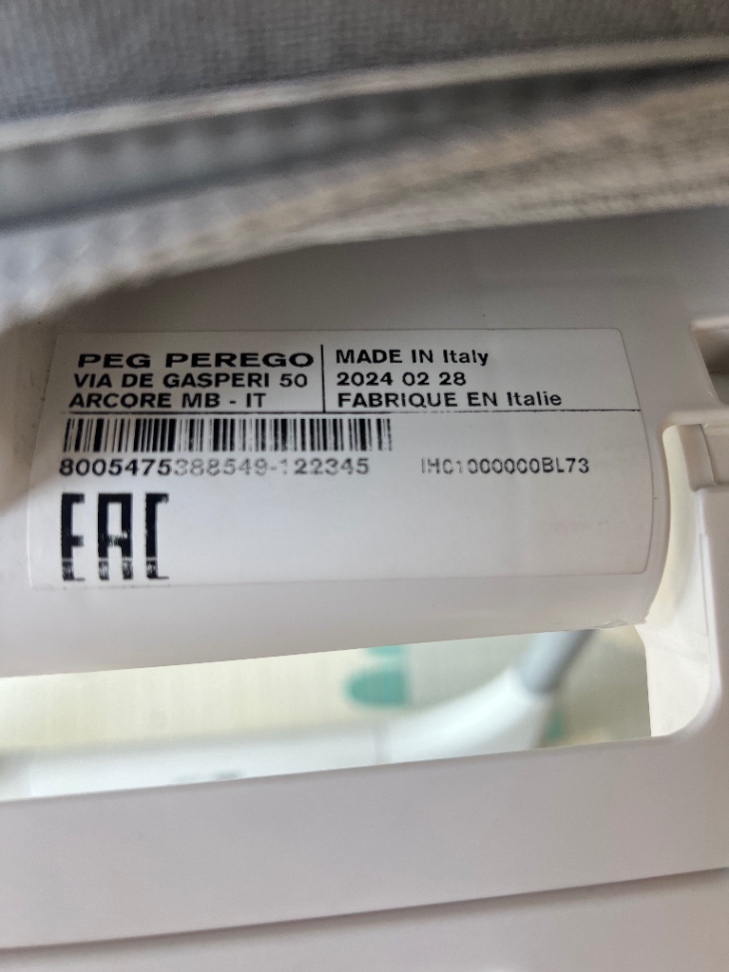 PEG PEREGO
VIA DE GASPERI 50
ARCORE MB - IT
MADE IN Italy
2024 02 28
FABRIQUE EN Italie
8005475388549-122345
IHC1000000BL73
EAC